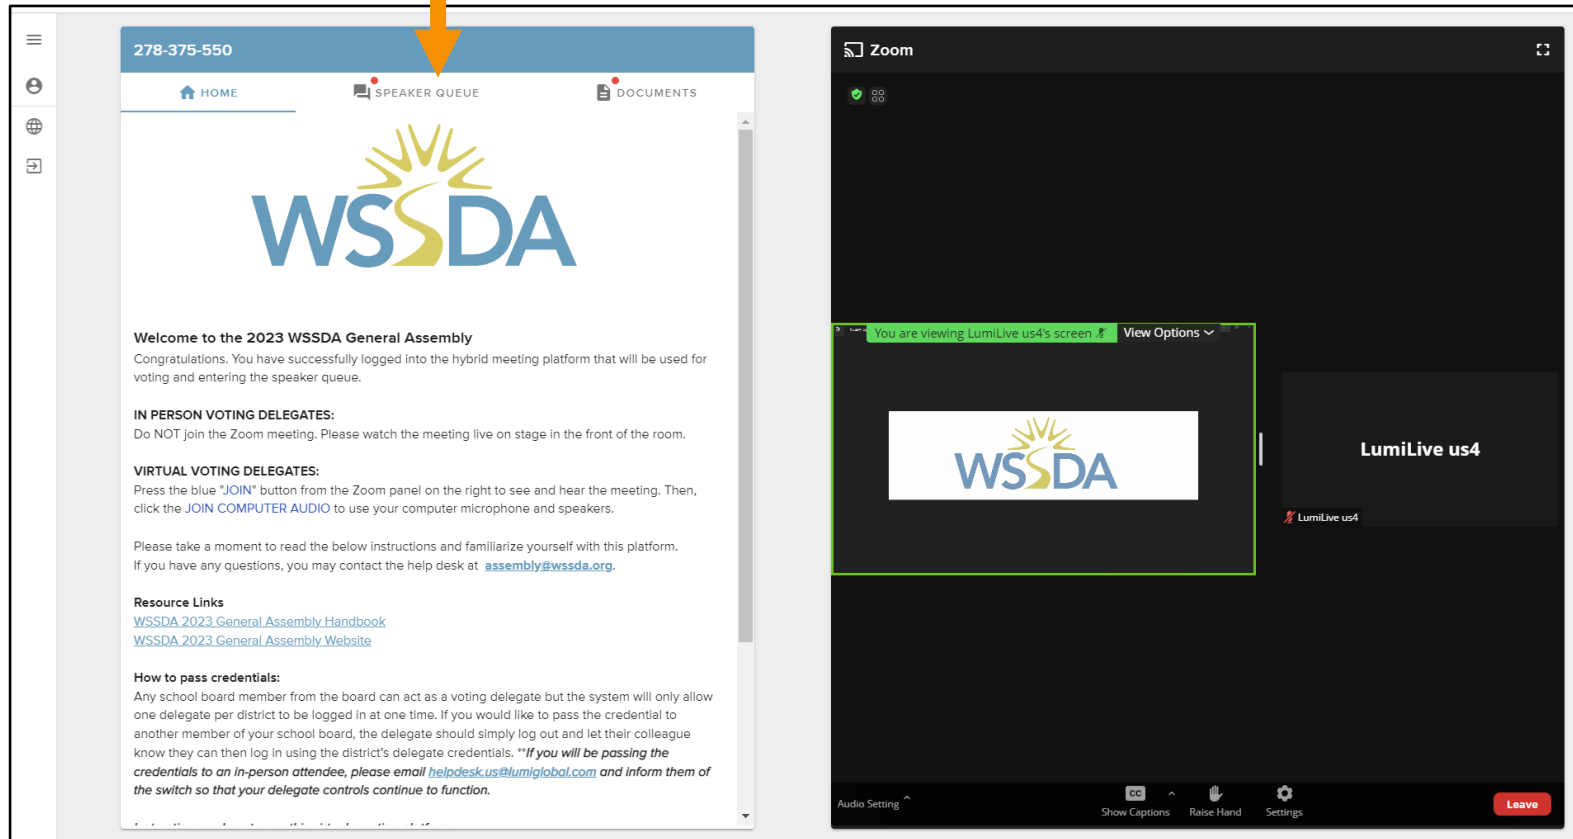 278-375-550
HOME
SPEAKER QUEUE
DOCUMENTS
WSSDA
Welcome to the 2023 WSSDA General Assembly
Congratulations. You have successfully logged into the hybrid meeting platform that will be used for
voting and entering the speaker queue.
IN PERSON VOTING DELEGATES:
Do NOT join the Zoom meeting. Please watch the meeting live on stage in the front of the room.
VIRTUAL VOTING DELEGATES:
Press the blue "JOIN" button from the Zoom panel on the right to see and hear the meeting. Then,
click the JOIN COMPUTER AUDIO to use your computer microphone and speakers.
Please take a moment to read the below instructions and familiarize yourself with this platform.
If you have any questions, you may contact the help desk at assembly@wssda.org.
Resource Links
WSSDA 2023 General Assembly Handbook
WSSDA 2023 General Assembly Website
How to pass credentials:
Any school board member from the board can act as a voting delegate but the system will only allow
one delegate per district to be logged in at one time. If you would like to pass the credential to
another member of your school board, the delegate should simply log out and let their colleague
know they can then log in using the district's delegate credentials. **If you will be passing the
credentials to an in-person attendee, please email helpdesk.us@lumiglobal.com and inform them of
the switch so that your delegate controls continue to function.
Zoom
You are viewing LumiLive us4's screen
View Options
WSSDA
LumiLive us4
LumiLive us4
Audio Setting
CC
Show Captions
Raise Hand
Settings
Leave